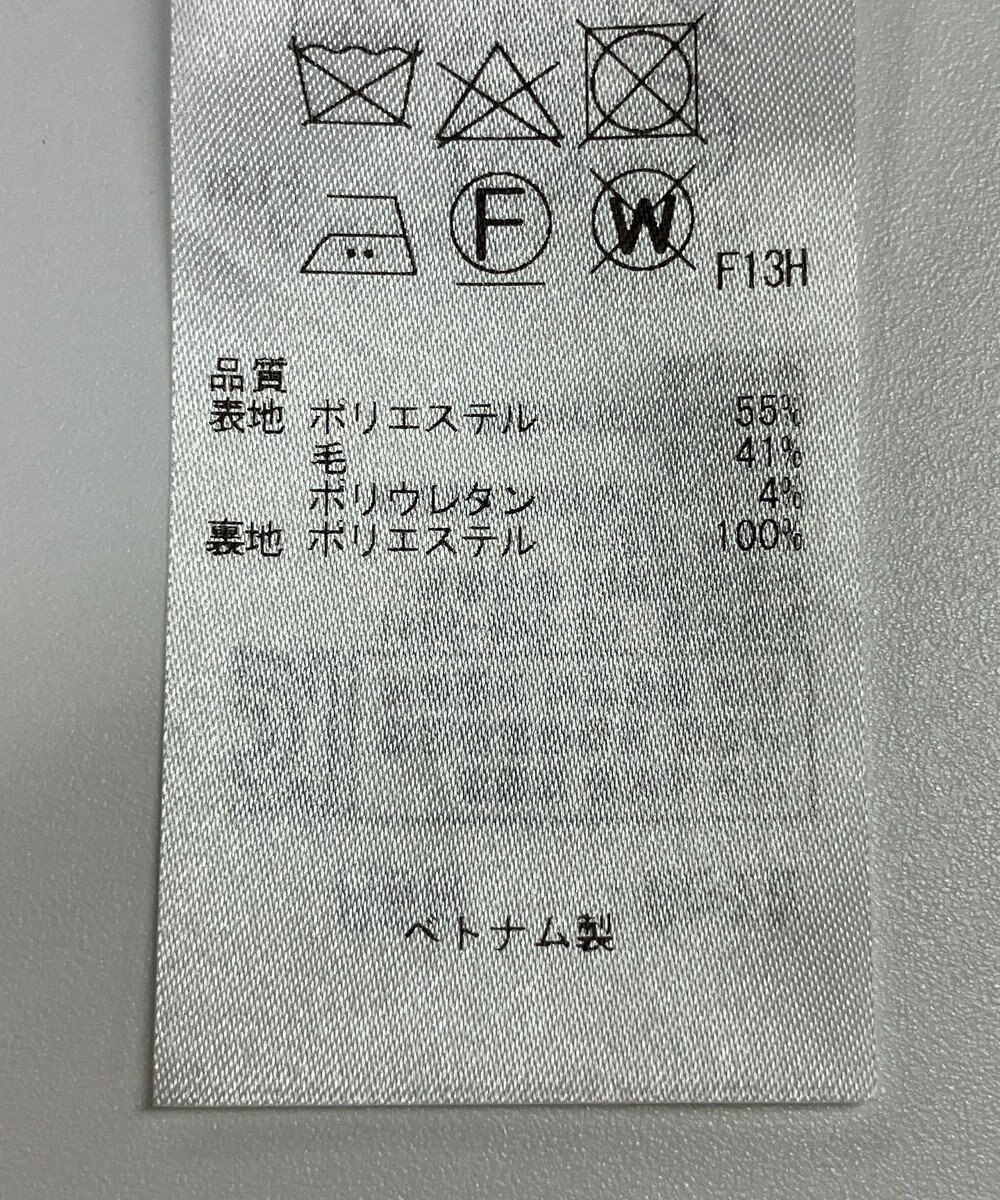 F W F13H
品質
表地 ポリエステル 55%
毛 41%
ポリウレタン 4%
裏地 ポリエステル 100%
ベトナム製